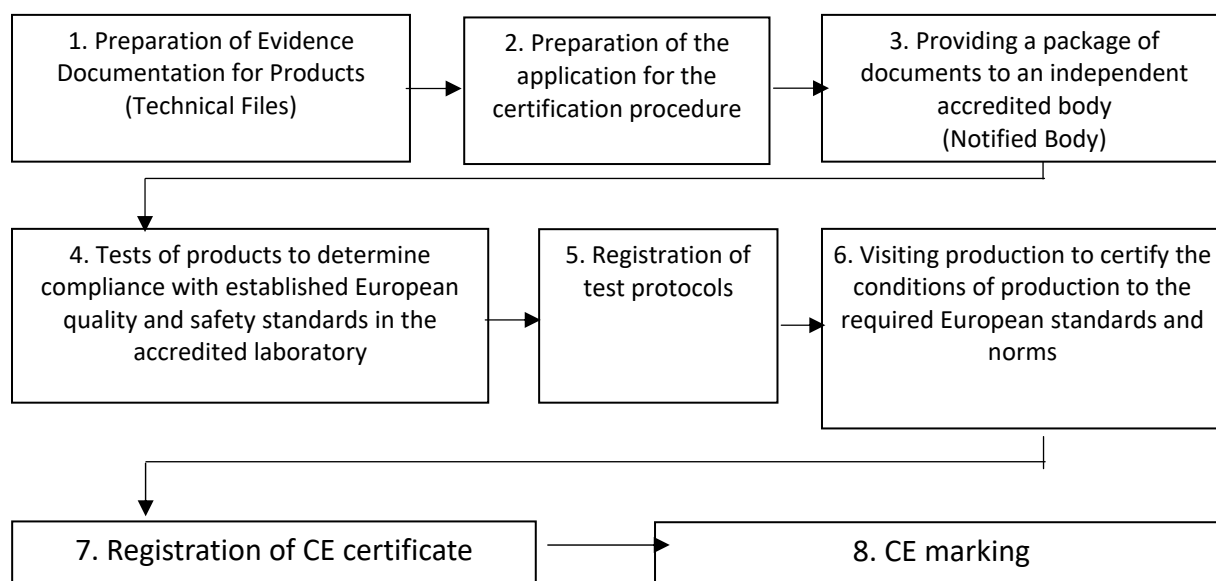 1. Preparation of Evidence
Documentation for Products
(Technical Files)
2. Preparation of the
application for the
certification procedure
3. Providing a package of
documents to an independent
accredited body
(Notified Body)
4. Tests of products to determine
compliance with established European
quality and safety standards in the
accredited laboratory
5. Registration of
test protocols
6. Visiting production to certify the
conditions of production to the
required European standards and
norms
7. Registration of CE certificate
8. CE marking